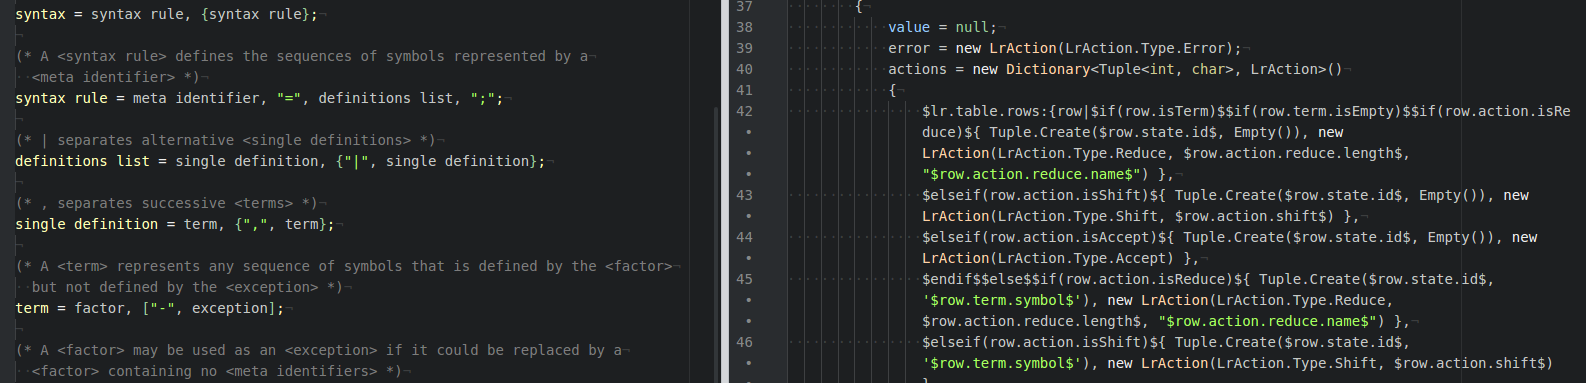 syntax = syntax rule, {syntax rule};
(* A <syntax rule> defines the sequences of symbols represented by a
<meta identifier> *)
syntax rule = meta identifier, "=", definitions list, ";";
(* | separates alternative <single definitions> *)
definitions list = single definition, {"|", single definition};
(* , separates successive <terms> *)
single definition = term, {",", term};
(* A <term> represents any sequence of symbols that is defined by the <factor>
but not defined by the <exception> *)
term = factor, ["-", exception];
(* A <factor> may be used as an <exception> if it could be replaced by a
<factor> containing no <meta identifiers> *)
37 {
38 value = null;
39 error = new LrAction(LrAction.Type.Error);
40 actions = new Dictionary<Tuple<int, char>, LrAction>()
41 {
42 $lr.table.rows:{row|$if(row.isTerm)$$if(row.term.isEmpty)$$if(row.action.isRe
duce)${ Tuple.Create($row.state.id$, Empty()), new
LrAction(LrAction.Type.Reduce, $row.action.reduce.length$,
"$row.action.reduce.name$") },
43 $elseif(row.action.isShift)${ Tuple.Create($row.state.id$, Empty()), new
LrAction(LrAction.Type.Shift, $row.action.shift$) },
44 $elseif(row.action.isAccept)${ Tuple.Create($row.state.id$, Empty()), new
LrAction(LrAction.Type.Accept) },
45 $endif$$else$$if(row.action.isReduce)${ Tuple.Create($row.state.id$,
'$row.term.symbol$'), new LrAction(LrAction.Type.Reduce,
$row.action.reduce.length$, "$row.action.reduce.name$") },
46 $elseif(row.action.isShift)${ Tuple.Create($row.state.id$,
'$row.term.symbol$'), new LrAction(LrAction.Type.Shift, $row.action.shift$)